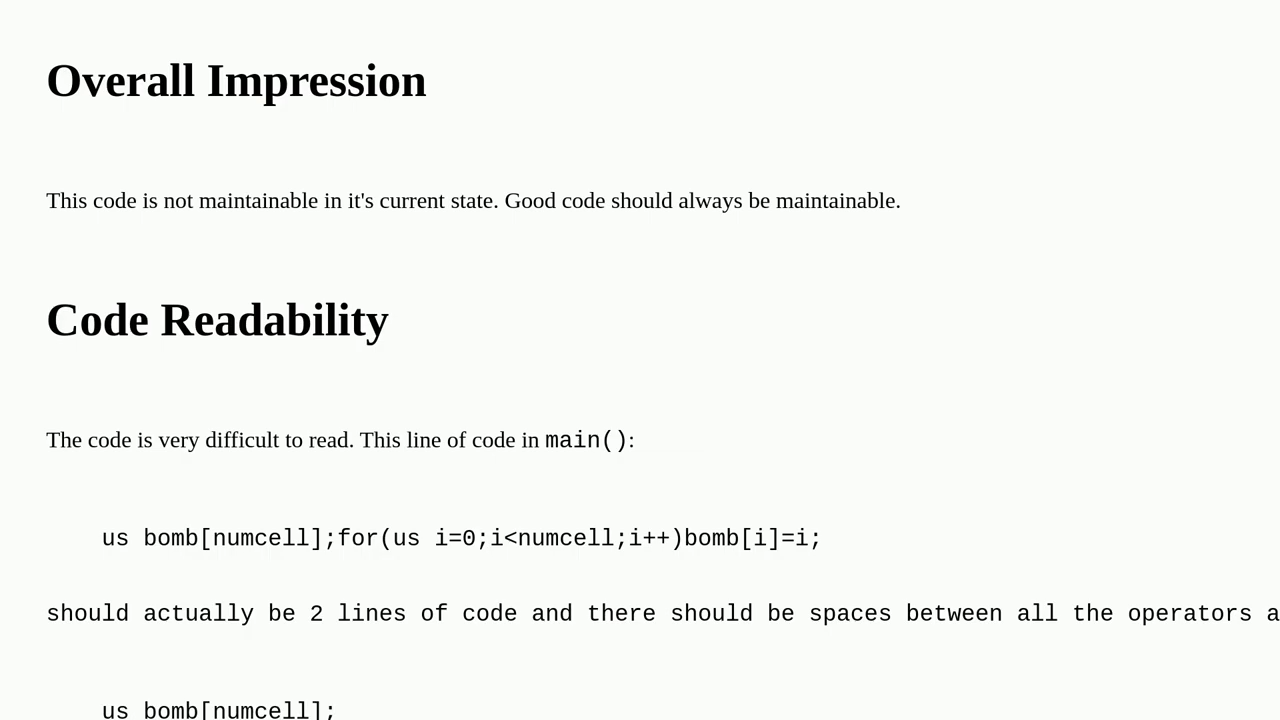 Overall Impression
This code is not maintainable in it's current state. Good code should always be maintainable.
Code Readability
The code is very difficult to read. This line of code in main():
us bomb[numcell];for(us i=0;i<numcell;i++)bomb[i]=i;
should actually be 2 lines of code and there should be spaces between all the operators a
us bomb[numcell];